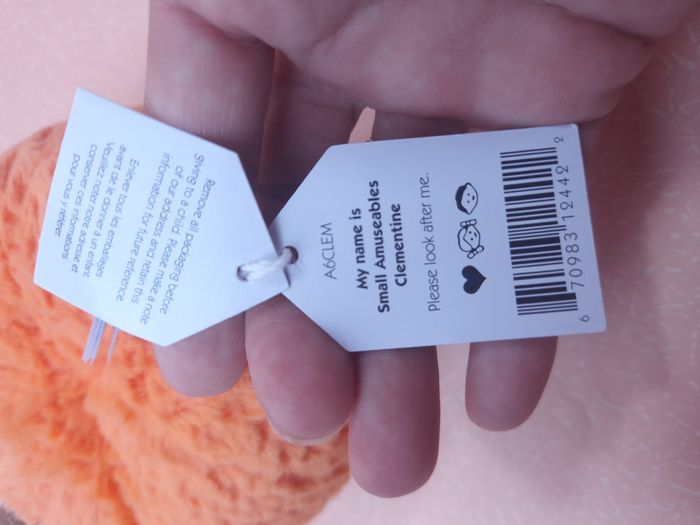 Remove all packaging before
giving to a child. Please make a note
of our address and retain this
information for future reference.
Enlever tous les emballages
avant de le donner à un enfant.
Veuillez noter notre adresse et
conserver ces informations
pour vous y référer.
A6CLEM
My name is
Small Amuseables
Clementine
Please look after me.
6 70983 12442 2